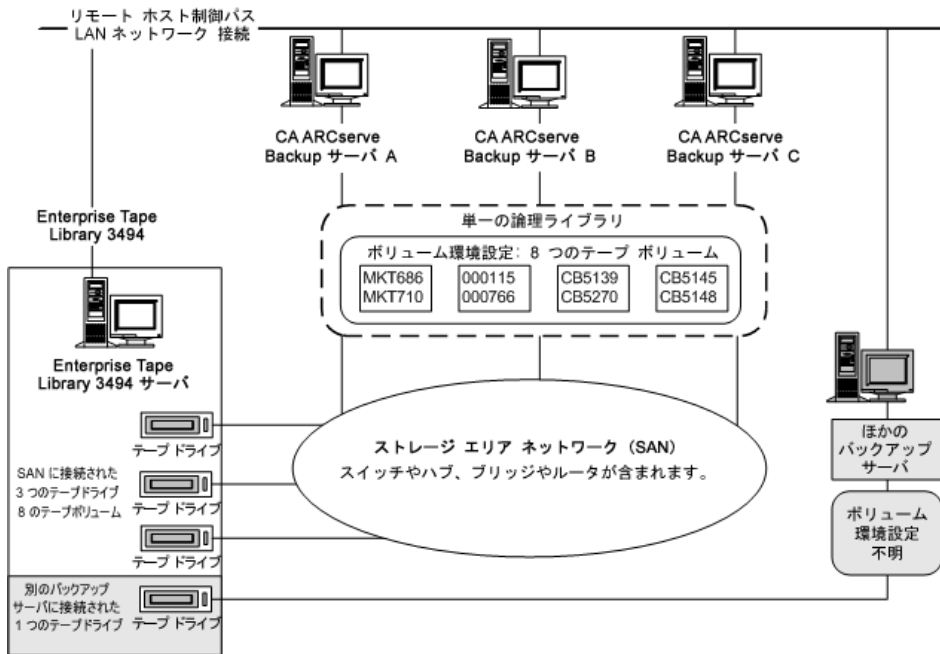 リモート ホスト制御パス
LAN ネットワーク 接続
CA ARCserve
Backup サーバ A
CA ARCserve
Backup サーバ B
CA ARCserve
Backup サーバ C
Enterprise Tape
Library 3494
単一の論理ライブラリ
ボリューム環境設定: 8 つのテープ ボリューム
MKT686
MKT710
000115
000766
CB5139
CB5270
CB5145
CB5148
Enterprise Tape
Library 3494 サーバ
テープ ドライブ
SAN に接続された
3 つのテープドライブ
8 のテープボリューム
テープ ドライブ
テープ ドライブ
別のバックアップ
サーバに接続された
1 つのテープドライブ
テープ ドライブ
ストレージ エリア ネットワーク (SAN)
スイッチやハブ、ブリッジやルータが含まれます。
ほかの
バックアップ
サーバ
ボリューム
環境設定
不明